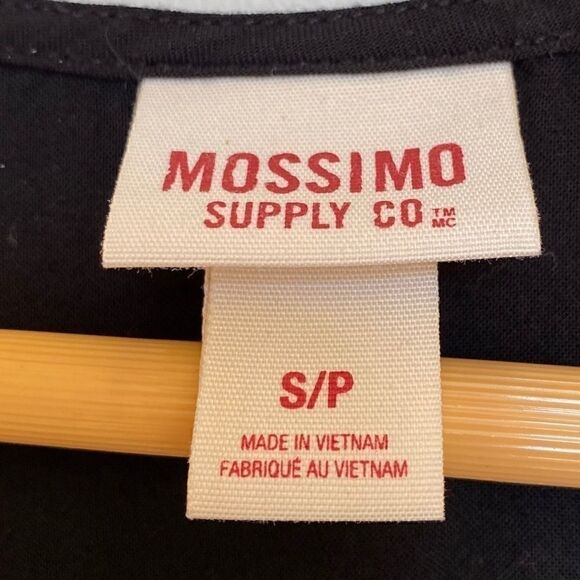 MOSSIMO
SUPPLY CO ™ MC
S/P
MADE IN VIETNAM
FABRIQUÉ AU VIETNAM